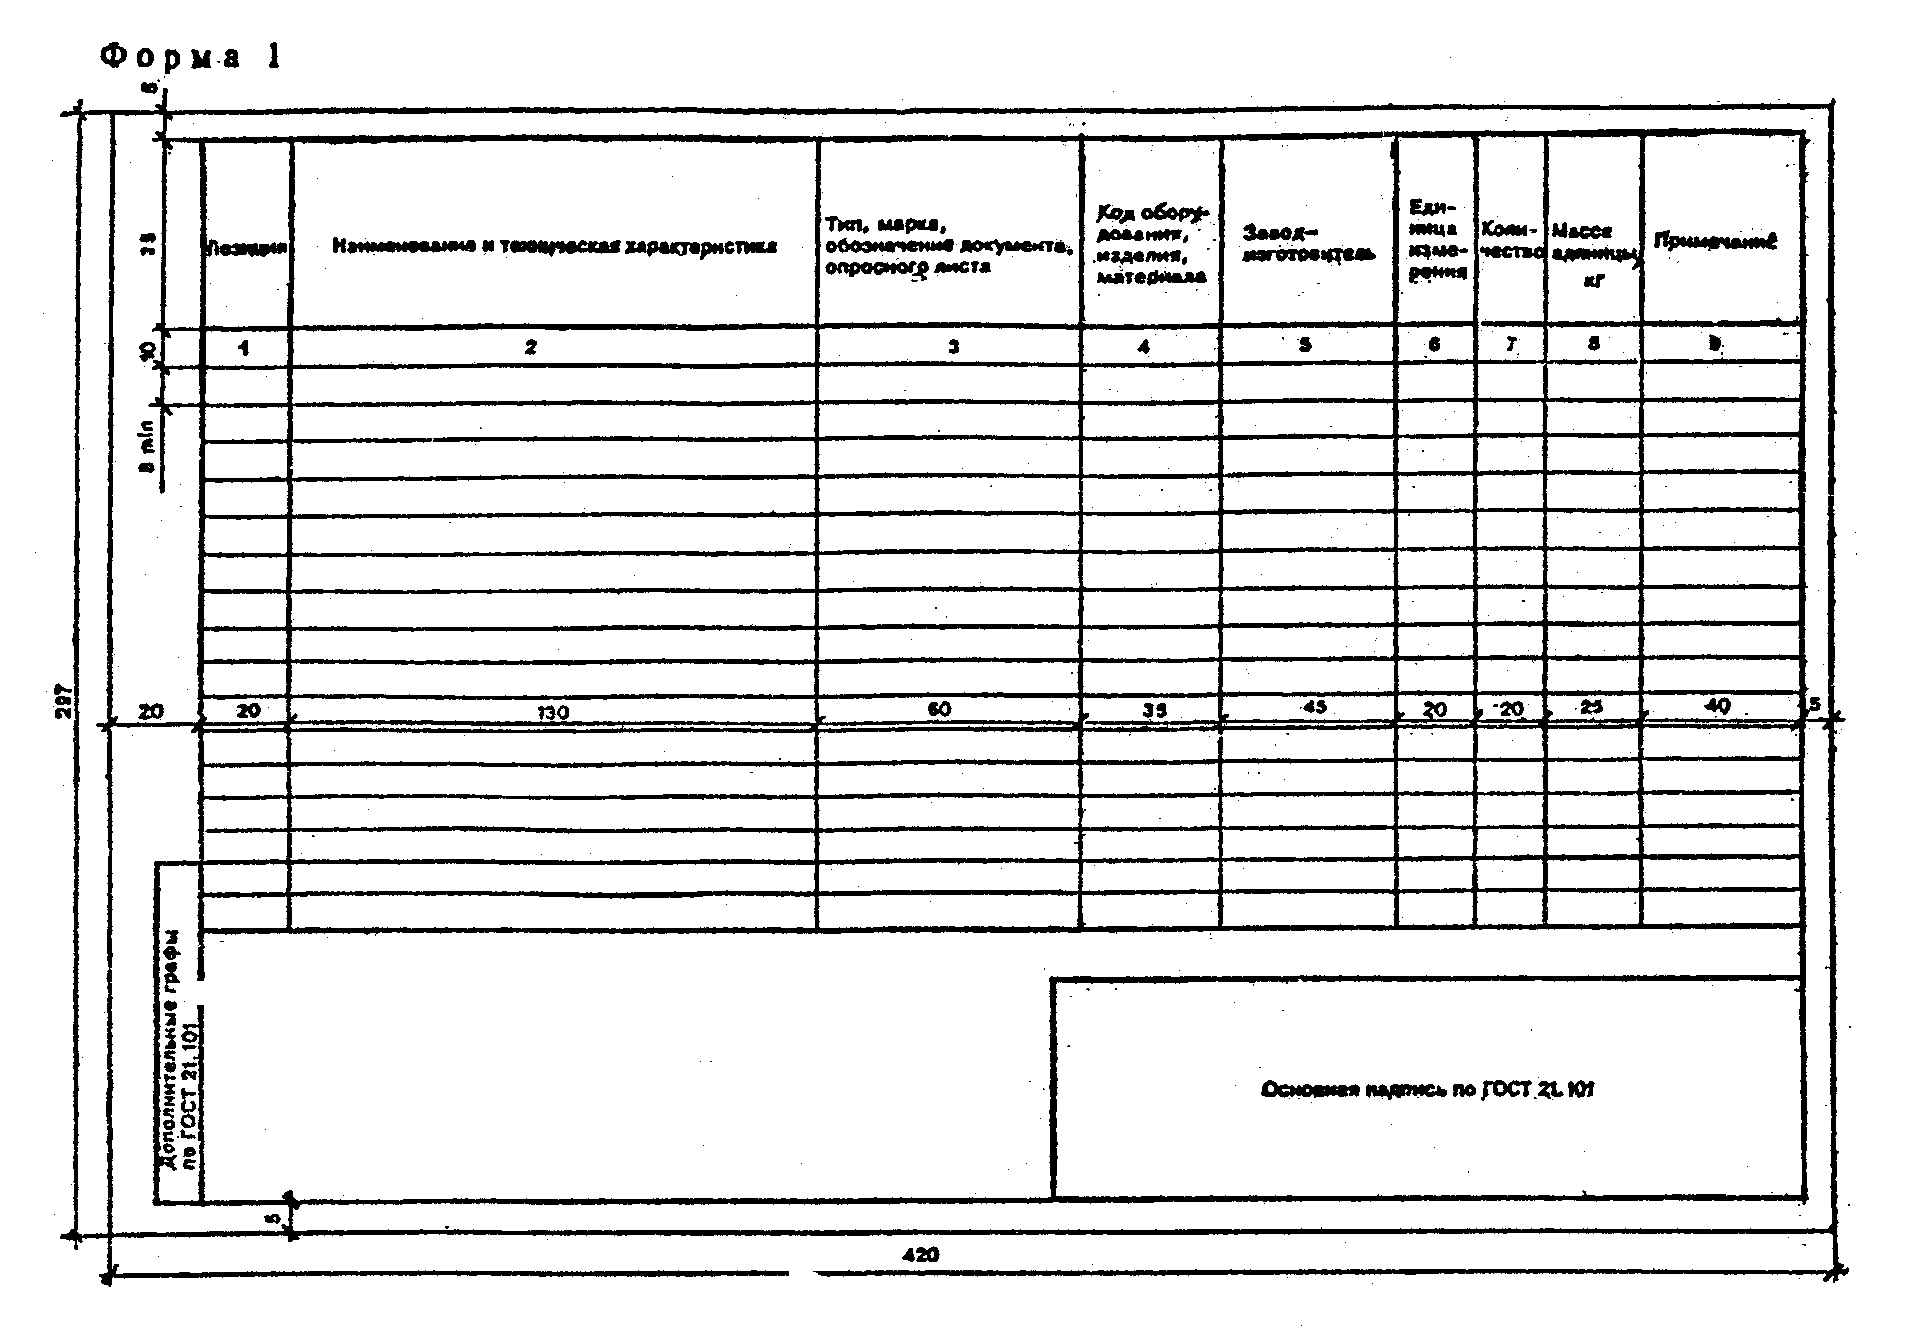 Форма 1
5
Позиция
Наименование и техническая характеристика
Тип, марка,
обозначение документа,
опросного листа
Код обору-
дования,
изделия,
материала
Завод-
изготовитель
Еди-
ница
изме-
рения
Коли-
чество
Масса
единицы,
кг
Примечание
1 2 3 4 5 6 7 8 9
10
8 min
297
20 20 130 60 35 45 20 20 25 40 5
Дополнительные графы
по ГОСТ 21.101
Основная надпись по ГОСТ 21.101
5
420